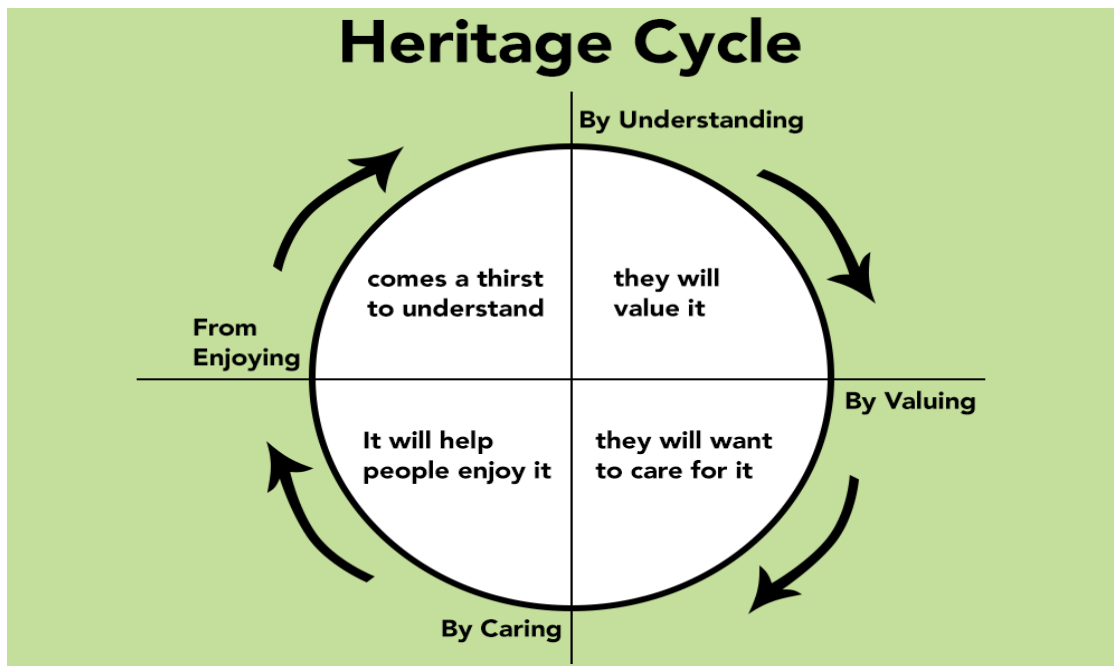 Heritage Cycle
By Understanding
they will
value it
By Valuing
they will want
to care for it
By Caring
It will help
people enjoy it
From
Enjoying
comes a thirst
to understand